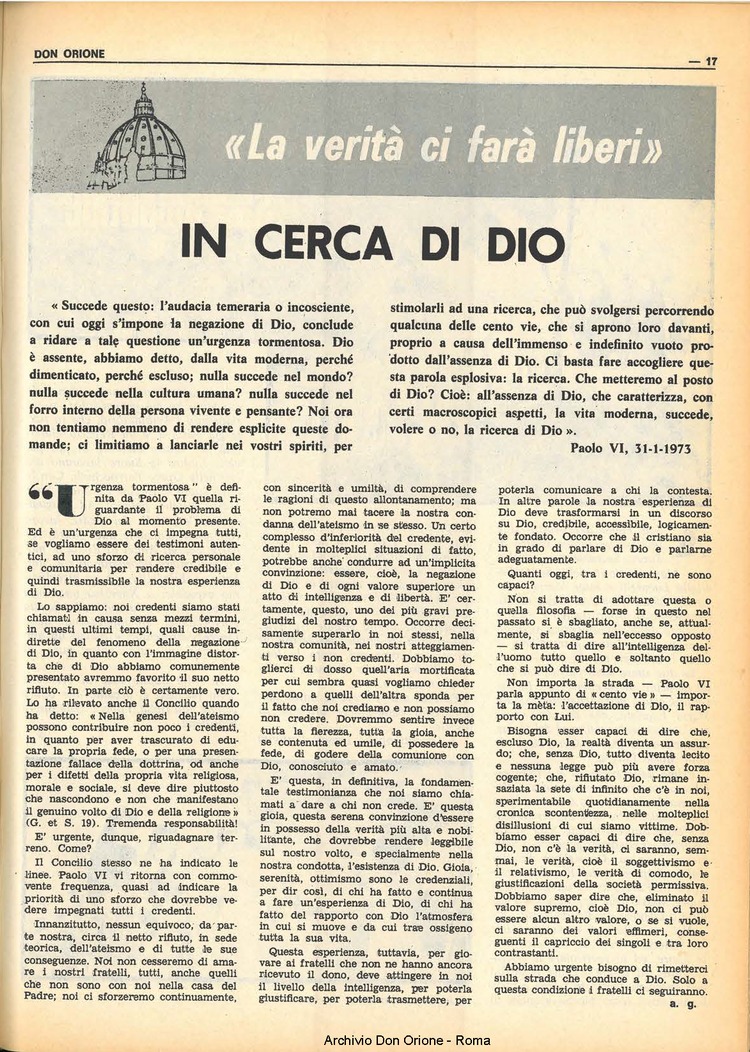 DON ORIONE
— 17
«La verità ci farà liberi»
IN CERCA DI DIO
« Succede questo: l'audacia temeraria o incosciente,
con cui oggi s'impone la negazione di Dio, conclude
a ridare a tale questione un'urgenza tormentosa. Dio
è assente, abbiamo detto, dalla vita moderna, perché
dimenticato, perché escluso; nulla succede nel mondo?
nulla succede nella cultura umana? nulla succede nel
forro interno della persona vivente e pensante? Noi ora
non tentiamo nemmeno di rendere esplicite queste do-
mande; ci limitiamo a lanciarle nei vostri spiriti, per
stimolarli ad una ricerca, che può svolgersi percorrendo
qualcuna delle cento vie, che si aprono loro davanti,
proprio a causa dell'immenso e indefinito vuoto pro-
dotto dall'assenza di Dio. Ci basta fare accogliere que-
sta parola esplosiva: la ricerca. Che metteremo al posto
di Dio? Cioè: all'assenza di Dio, che caratterizza, con
certi macroscopici aspetti, la vita moderna, succede,
volere o no, la ricerca di Dio ».
Paolo VI, 31-1-1973
“Urgenza tormentosa" è defi-
nita da Paolo VI quella ri-
guardante il problema di
Dio al momento presente.
Ed è un'urgenza che ci impegna tutti,
se vogliamo essere dei testimoni auten-
tici, ad uno sforzo di ricerca personale
e comunitaria per rendere credibile e
quindi trasmissibile la nostra esperienza
di Dio.
Lo sappiamo: noi credenti siamo stati
chiamati in causa senza mezzi termini,
in questi ultimi tempi, quali cause in-
dirette del fenomeno della negazione
di Dio, in quanto con l'immagine distor-
ta che di Dio abbiamo comunemente
presentato avremmo favorito il suo netto
rifiuto. In parte ciò è certamente vero.
Lo ha rilevato anche il Concilio quando
ha detto: « Nella genesi dell'ateismo
possono contribuire non poco i credenti,
in quanto per aver trascurato di edu-
care la propria fede, o per una presen-
tazione fallace della dottrina, od anche
per i difetti della propria vita religiosa,
morale e sociale, si deve dire piuttosto
che nascondono e non che manifestano
il genuino volto di Dio e della religione »
(G. et S. 19). Tremenda responsabilità!
E' urgente, dunque, riguadagnare ter-
reno. Come?
Il Concilio stesso ne ha indicato le
linee. Paolo VI vi ritorna con commo-
vente frequenza, quasi ad indicare la
priorità di uno sforzo che dovrebbe ve-
dere impegnati tutti i credenti.
Innanzitutto, nessun equivoco, da par-
te nostra, circa il netto rifiuto, in sede
teorica, dell'ateismo e di tutte le sue
conseguenze. Noi non cesseremo di ama-
re i nostri fratelli, tutti, anche quelli
che non sono con noi nella casa del
Padre; noi ci sforzeremo continuamente,
con sincerità e umiltà, di comprendere
le ragioni di questo allontanamento; ma
non potremo mai tacere la nostra con-
danna dell'ateismo in se stesso. Un certo
complesso d'inferiorità del credente, evi-
dente in molteplici situazioni di fatto,
potrebbe anche condurre ad un'implicita
convinzione: essere, cioè, la negazione
di Dio e di ogni valore superiore un
atto di intelligenza e di libertà. E' cer-
tamente, questo, uno dei più gravi pre-
giudizi del nostro tempo. Occorre deci-
samente superarlo in noi stessi, nella
nostra comunità, nei nostri atteggiamen-
ti verso i non credenti. Dobbiamo to-
glierci di dosso quell'aria mortificata
per cui sembra quasi vogliamo chieder
perdono a quelli dell'altra sponda per
il fatto che noi crediamo e non possiamo
non credere. Dovremmo sentire invece
tutta la fierezza, tutta la gioia, anche
se contenuta ed umile, di possedere la
fede, di godere della comunione con
Dio, conosciuto e amato.
E' questa, in definitiva, la fondamen-
tale testimonianza che noi siamo chia-
mati a dare a chi non crede. E' questa
gioia, questa serena convinzione d'essere
in possesso della verità più alta e nobi-
litante, che dovrebbe rendere leggibile
sul nostro volto, e specialmente nella
nostra condotta, l'esistenza di Dio. Gioia,
serenità, ottimismo sono le credenziali,
per dir così, di chi ha fatto e continua
a fare un'esperienza di Dio, di chi ha
fatto del rapporto con Dio l'atmosfera
in cui si muove e da cui trae ossigeno
tutta la sua vita.
Questa esperienza, tuttavia, per gio-
vare ai fratelli che non ne hanno ancora
ricevuto il dono, deve attingere in noi
il livello della intelligenza, per poterla
giustificare, per poterla trasmettere, per
poterla comunicare a chi la contesta.
In altre parole la nostra esperienza di
Dio deve trasformarsi in un discorso
su Dio, credibile, accessibile, logicamen-
te fondato. Occorre che il cristiano sia
in grado di parlare di Dio e parlarne
adeguatamente.
Quanti oggi, tra i credenti, ne sono
capaci?
Non si tratta di adottare questa o
quella filosofia — forse in questo nel
passato si è sbagliato, anche se, attual-
mente, si sbaglia nell'eccesso opposto
— si tratta di dire all'intelligenza del-
l'uomo tutto quello e soltanto quello
che si può dire di Dio.
Non importa la strada — Paolo VI
parla appunto di « cento vie » — impor-
ta la mèta: l'accettazione di Dio, il rap-
porto con Lui.
Bisogna esser capaci di dire che,
escluso Dio, la realtà diventa un assur-
do; che, senza Dio, tutto diventa lecito
e nessuna legge può più avere forza
cogente; che, rifiutato Dio, rimane in-
saziata la sete di infinito che c'è in noi,
sperimentabile quotidianamente nella
cronica scontentezza, nelle molteplici
disillusioni di cui siamo vittime. Dob-
biamo esser capaci di dire che, senza
Dio, non c'è la verità, ci saranno, sem-
mai, le verità, cioè il soggettivismo e
il relativismo, le verità di comodo, le
giustificazioni della società permissiva.
Dobbiamo saper dire che, eliminato il
valore supremo, cioè Dio, non ci può
essere alcun altro valore, o se si vuole,
ci saranno dei valori effimeri, conse-
guenti il capriccio dei singoli e tra loro
contrastanti.
Abbiamo urgente bisogno di rimetterci
sulla strada che conduce a Dio. Solo a
questa condizione i fratelli ci seguiranno.
a. g.
Archivio Don Orione - Roma